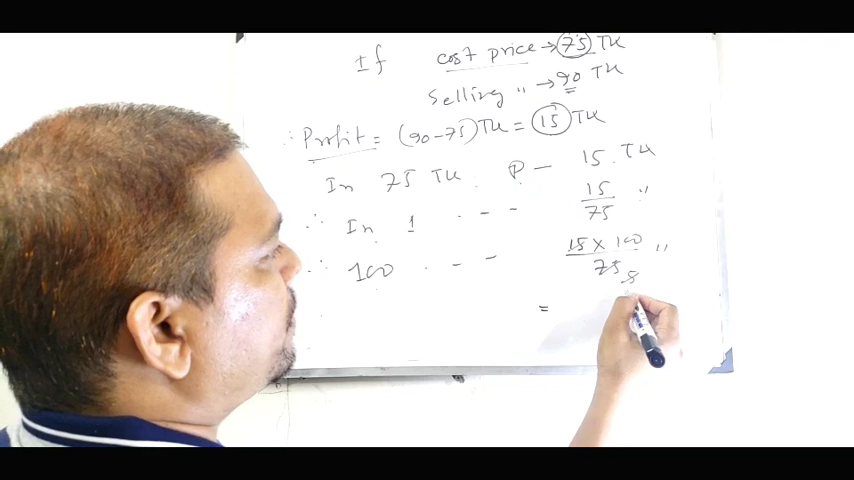 If cost price → 75 TK
Selling " → 90 TK
∴ Profit = (90-75) TK = 15 TK
In 75 TK . P — 15. TK
∴ In 1 . - - 15/75 "
∴ 100 . - - 15 x 100/75 "
5
=